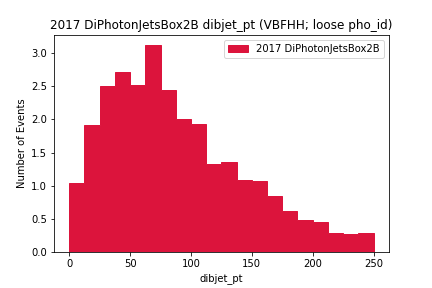 2017 DiPhotonJetsBox2B dibjet_pt (VBFHH; loose pho_id)
2017 DiPhotonJetsBox2B
Number of Events
3.0
2.5
2.0
1.5
1.0
0.5
0.0
0 50 100 150 200 250
dibjet_pt